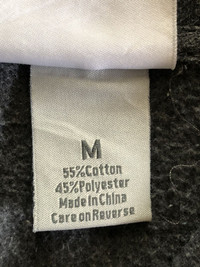 M
55%Cotton
45%Polyester
Made in China
Care on Reverse